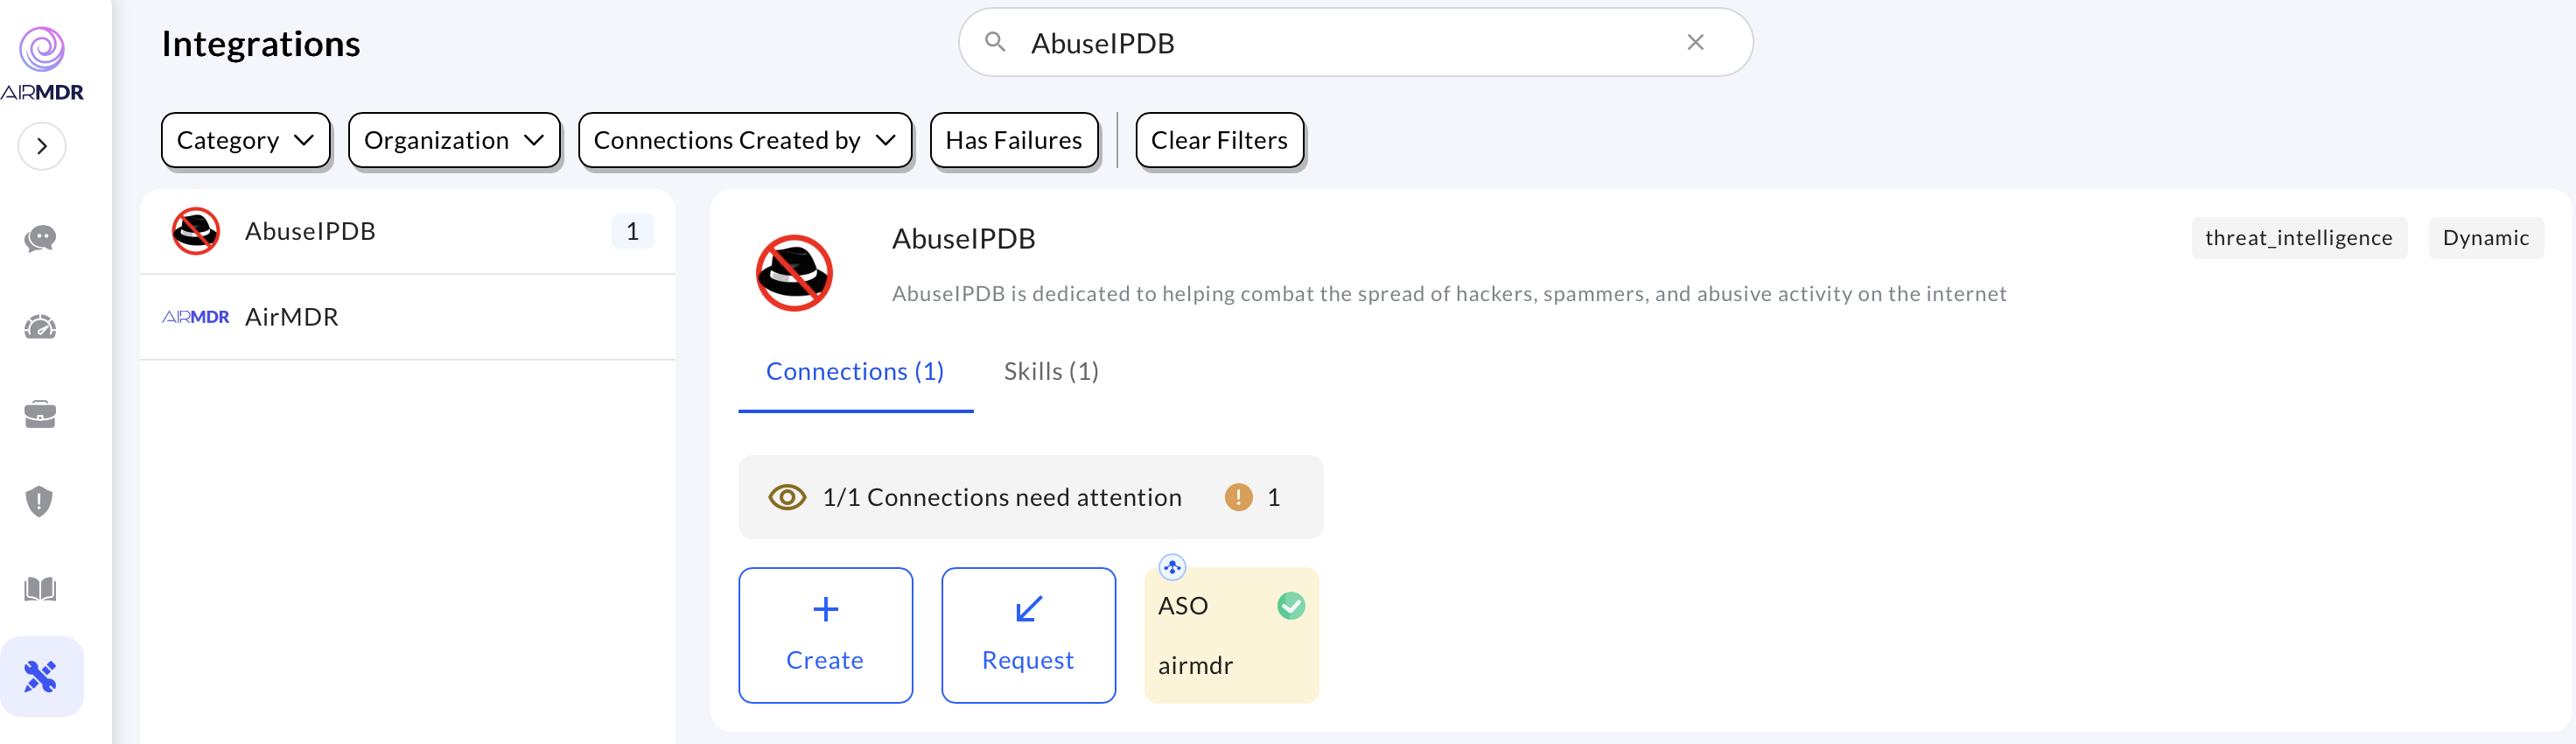 AIRMDR
Integrations
AbuseIPDB
Category
Organization
Connections Created by
Has Failures
Clear Filters
AbuseIPDB 1
AIRMDR AirMDR
AbuseIPDB
threat_intelligence
Dynamic
AbuseIPDB is dedicated to helping combat the spread of hackers, spammers, and abusive activity on the internet
Connections (1)
Skills (1)
1/1 Connections need attention ! 1
Create
Request
ASO
airmdr